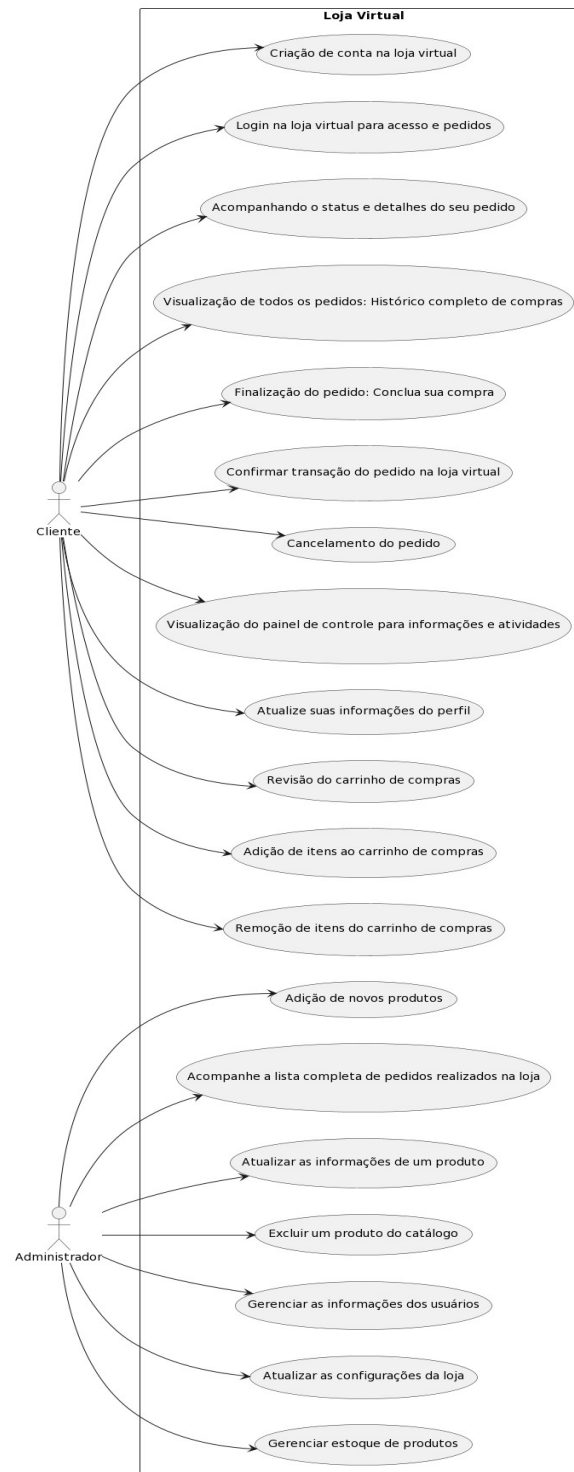 Loja Virtual
Criação de conta na loja virtual
Login na loja virtual para acesso e pedidos
Acompanhando o status e detalhes do seu pedido
Visualização de todos os pedidos: Histórico completo de compras
Finalização do pedido: Conclua sua compra
Confirmar transação do pedido na loja virtual
Cliente
Cancelamento do pedido
Visualização do painel de controle para informações e atividades
Atualize suas informações do perfil
Revisão do carrinho de compras
Adição de itens ao carrinho de compras
Remoção de itens do carrinho de compras
Adição de novos produtos
Acompanhe a lista completa de pedidos realizados na loja
Atualizar as informações de um produto
Excluir um produto do catálogo
Administrador
Gerenciar as informações dos usuários
Atualizar as configurações da loja
Gerenciar estoque de produtos